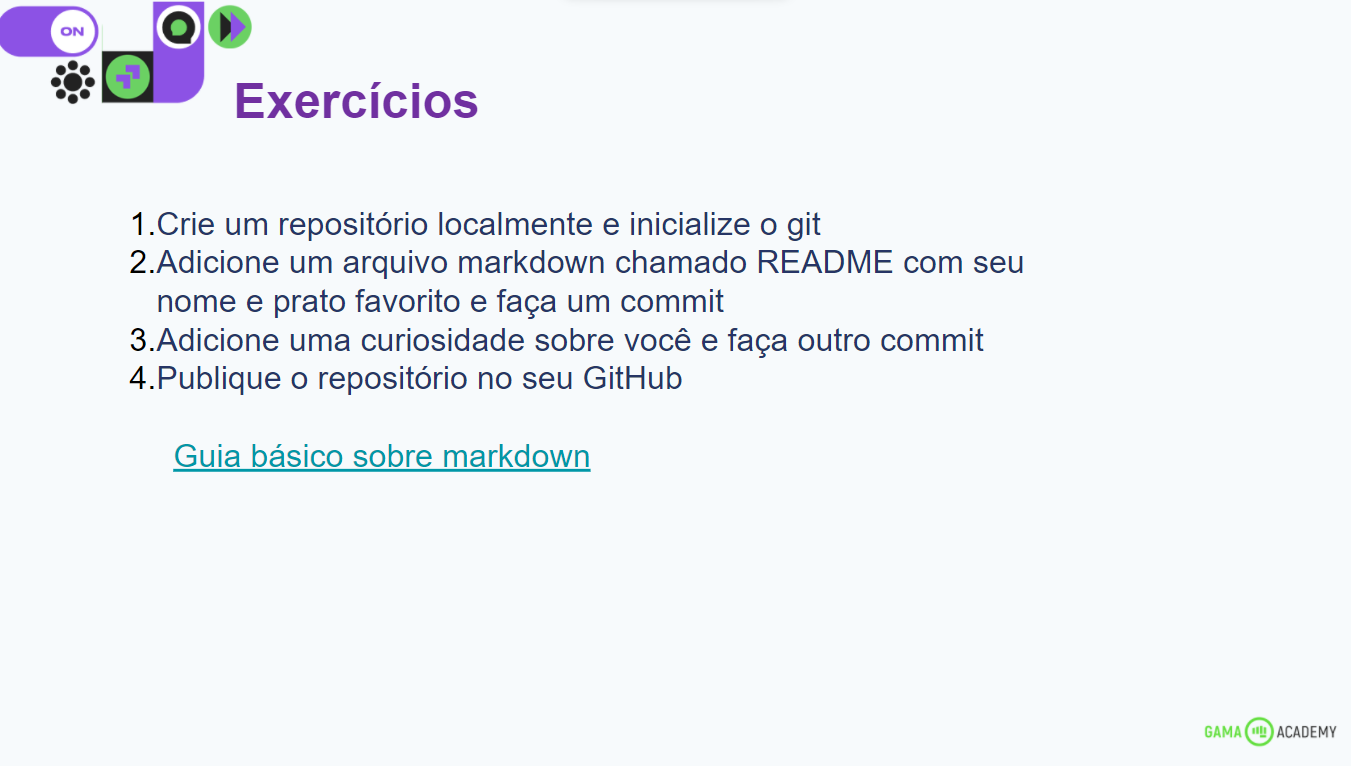 ON
Exercícios
1.Crie um repositório localmente e inicialize o git
2.Adicione um arquivo markdown chamado README com seu
nome e prato favorito e faça um commit
3.Adicione uma curiosidade sobre você e faça outro commit
4.Publique o repositório no seu GitHub
Guia básico sobre markdown
GAMA ACADEMY